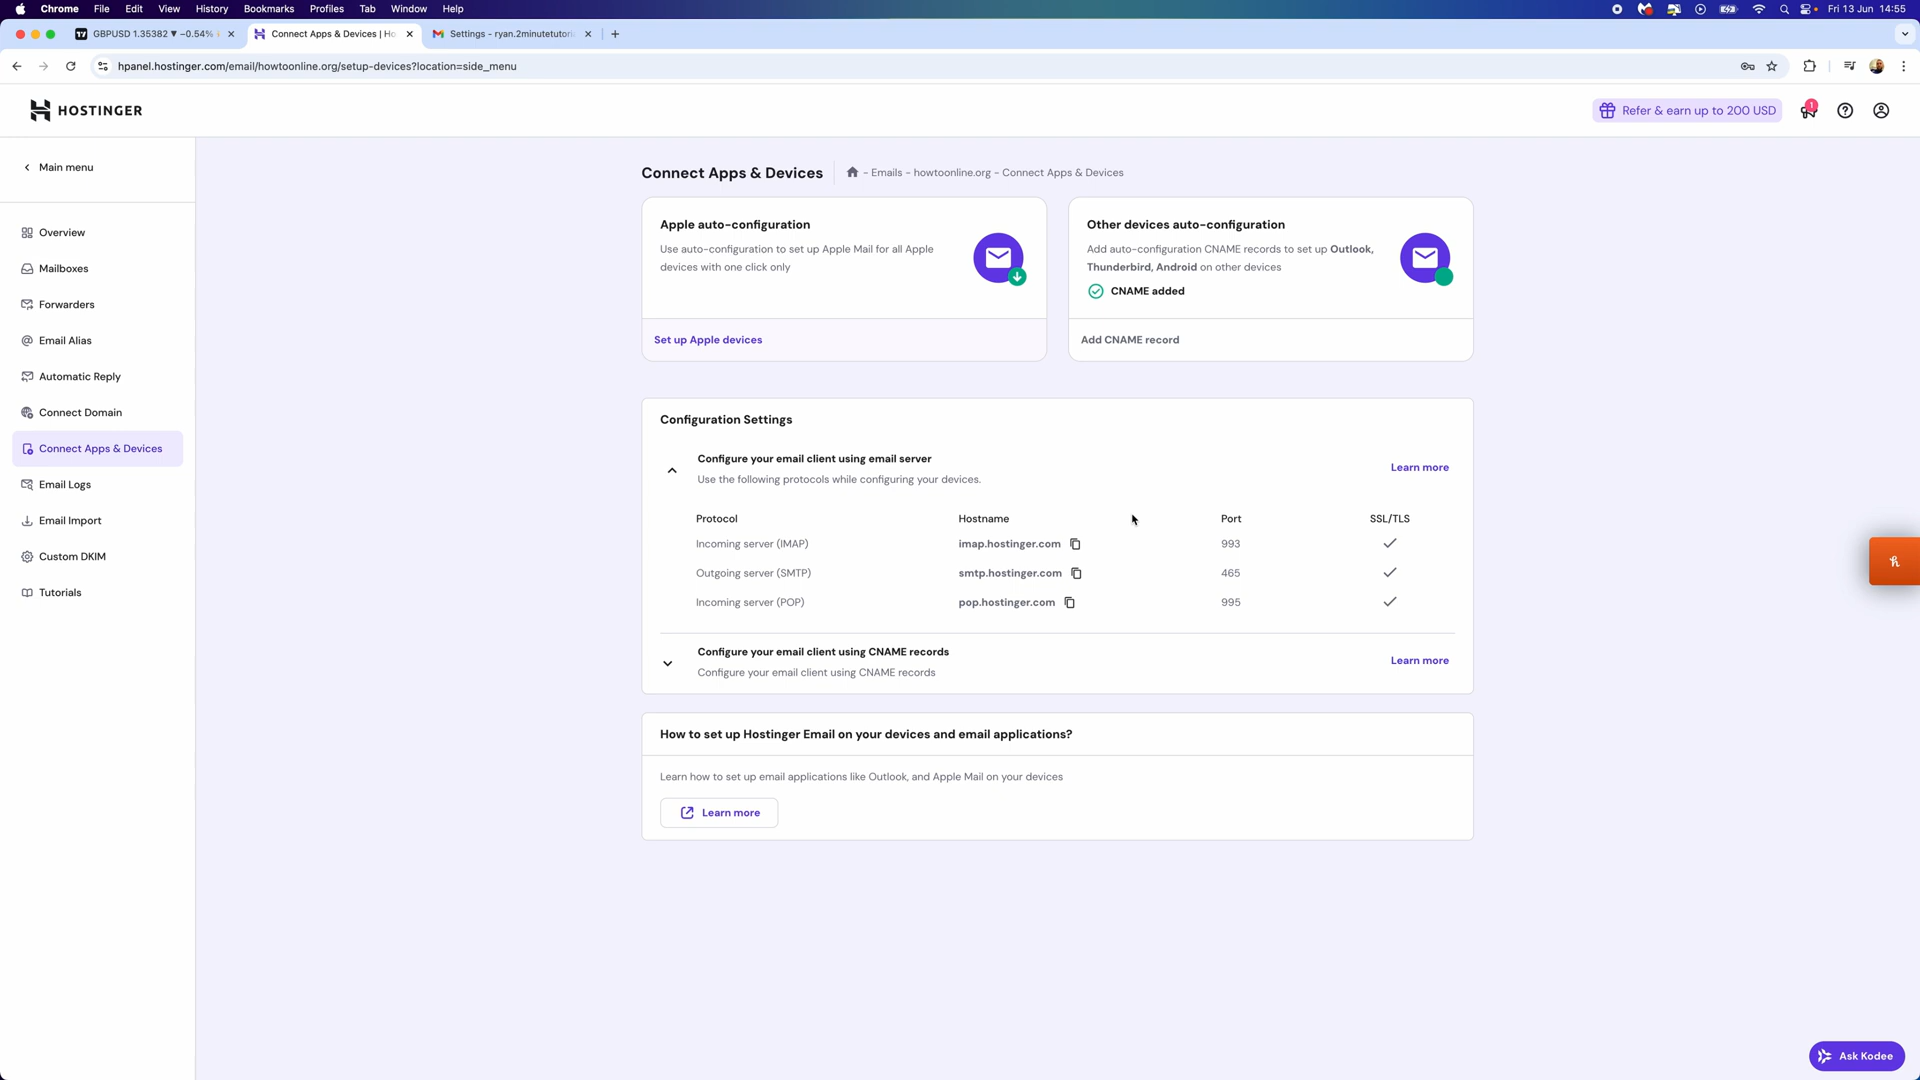 Chrome File Edit View History Bookmarks Profiles Tab Window Help
Fri 13 Jun 14:55
GBPUSD 1.35382 ▼ −0.54%
Connect Apps & Devices | Ho
Settings - ryan.2minutetutori
hpanel.hostinger.com/email/howtoonline.org/setup-devices?location=side_menu
HOSTINGER
Refer & earn up to 200 USD
1
Main menu
Overview
Mailboxes
Forwarders
Email Alias
Automatic Reply
Connect Domain
Connect Apps & Devices
Email Logs
Email Import
Custom DKIM
Tutorials
Connect Apps & Devices
- Emails - howtoonline.org - Connect Apps & Devices
Apple auto-configuration
Use auto-configuration to set up Apple Mail for all Apple
devices with one click only
Set up Apple devices
Other devices auto-configuration
Add auto-configuration CNAME records to set up Outlook,
Thunderbird, Android on other devices
CNAME added
Add CNAME record
Configuration Settings
Configure your email client using email server
Use the following protocols while configuring your devices.
Learn more
Protocol Hostname Port SSL/TLS
Incoming server (IMAP) imap.hostinger.com 993
Outgoing server (SMTP) smtp.hostinger.com 465
Incoming server (POP) pop.hostinger.com 995
Configure your email client using CNAME records
Configure your email client using CNAME records
Learn more
How to set up Hostinger Email on your devices and email applications?
Learn how to set up email applications like Outlook, and Apple Mail on your devices
Learn more
Ask Kodee